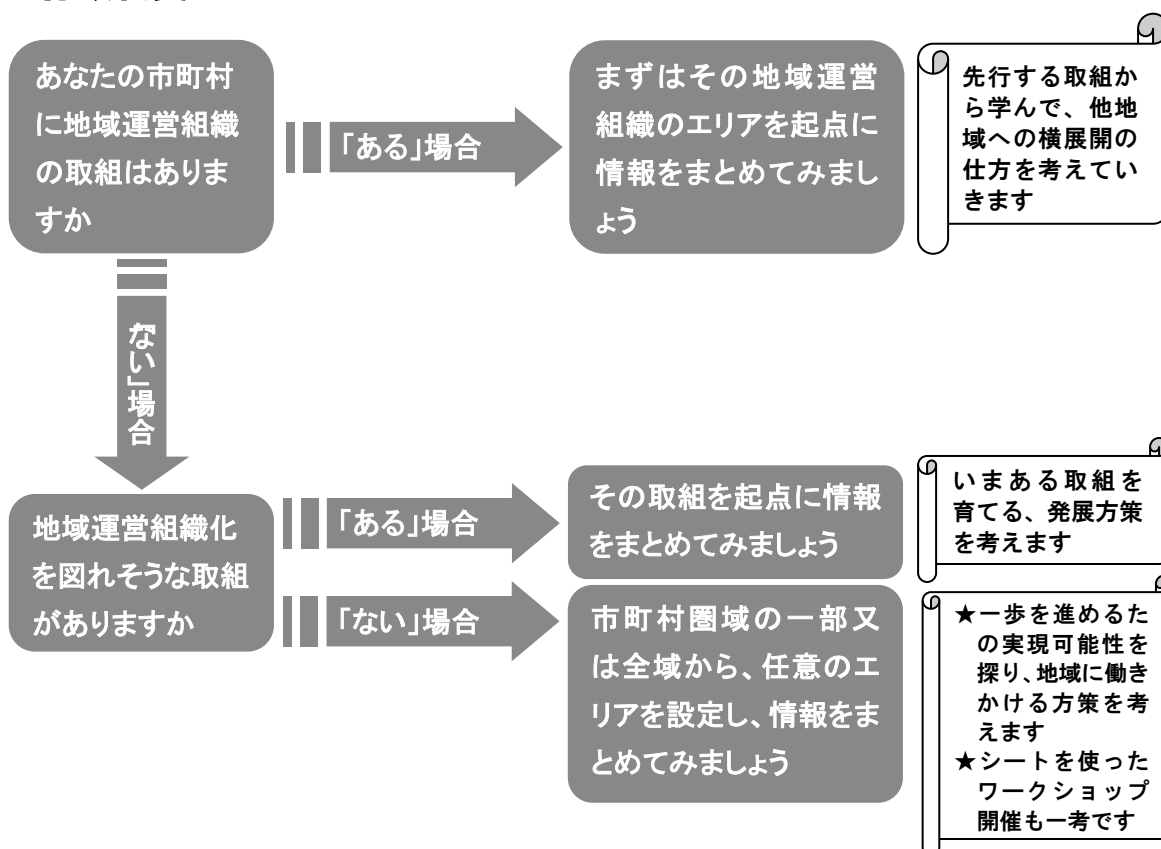 あなたの市町村
に地域運営組織
の取組はありま
すか
「ある」場合
まずはその地域運営
組織のエリアを起点に
情報をまとめてみまし
ょう
先行する取組か
ら学んで、他地
域への横展開の
仕方を考えてい
きます
「ない」場合
地域運営組織化
を図れそうな取組
がありますか
「ある」場合
その取組を起点に情報
をまとめてみましょう
いまある取組を
育てる、発展方策
を考えます
「ない」場合
市町村圏域の一部又
は全域から、任意のエ
リアを設定し、情報をま
とめてみましょう
★一歩を進めるた
の実現可能性を
探り、地域に働き
かける方策を考
えます
★シートを使った
ワークショップ
開催も一考です